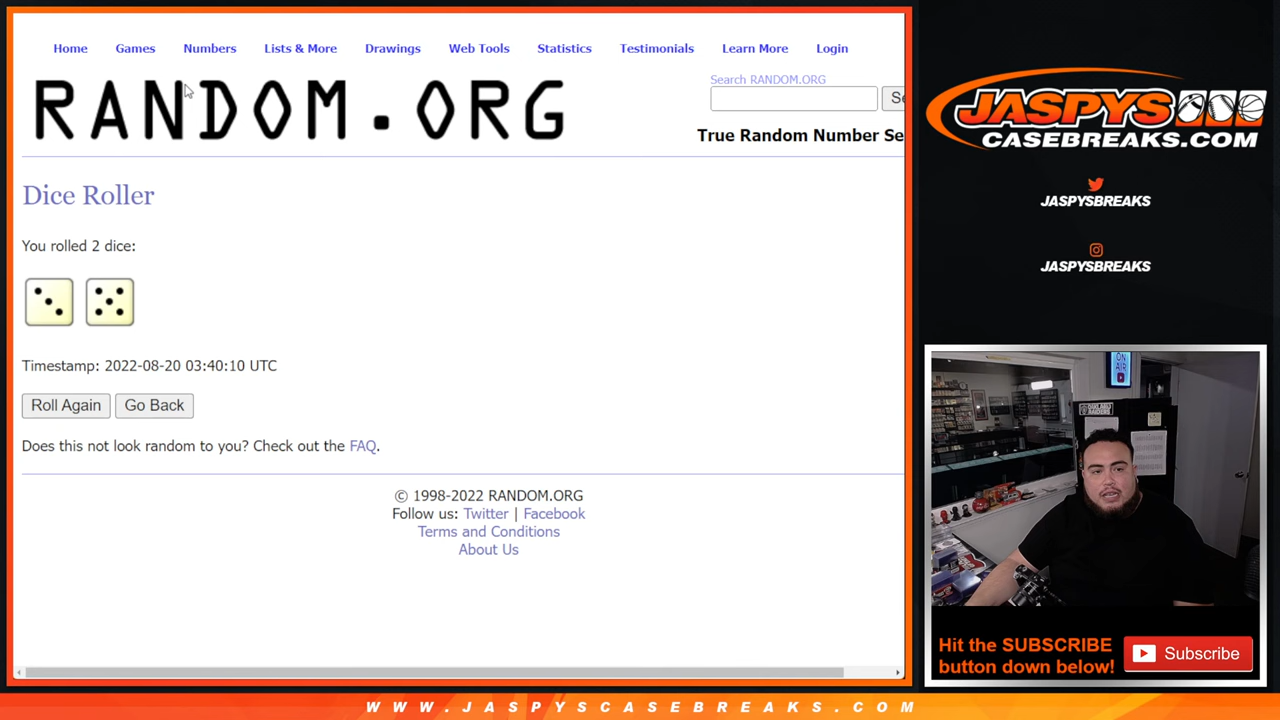 Home Games Numbers Lists & More Drawings Web Tools Statistics Testimonials Learn More Login
RANDOM.ORG
Search RANDOM.ORG
Se
True Random Number Se
Dice Roller
You rolled 2 dice:
Timestamp: 2022-08-20 03:40:10 UTC
Roll Again Go Back
Does this not look random to you? Check out the FAQ.
© 1998-2022 RANDOM.ORG
Follow us: Twitter | Facebook
Terms and Conditions
About Us
JASPYS
CASEBREAKS.COM
JASPYSBREAKS
JASPYSBREAKS
ON
AIR
Hit the SUBSCRIBE
button down below!
Subscribe
WWW.JASPYSCASEBREAKS.COM